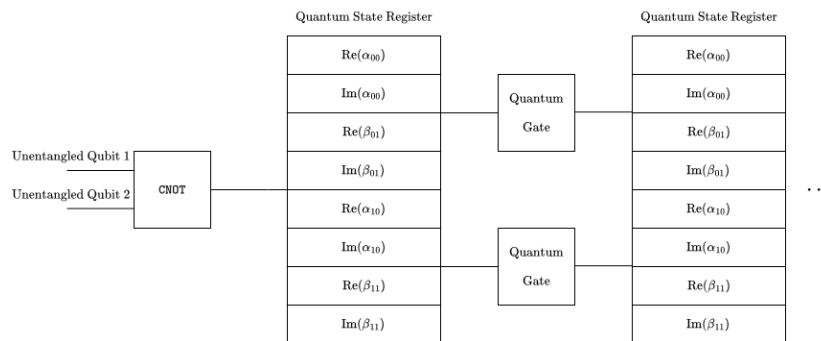 Quantum State Register
Re(α₀₀)
Im(α₀₀)
Re(β₀₁)
Im(β₀₁)
Re(α₁₀)
Im(α₁₀)
Re(β₁₁)
Im(β₁₁)
Unentangled Qubit 1
Unentangled Qubit 2
CNOT
Quantum
Gate
Quantum
Gate
Quantum State Register
Re(α₀₀)
Im(α₀₀)
Re(β₀₁)
Im(β₀₁)
Re(α₁₀)
Im(α₁₀)
Re(β₁₁)
Im(β₁₁)
. .